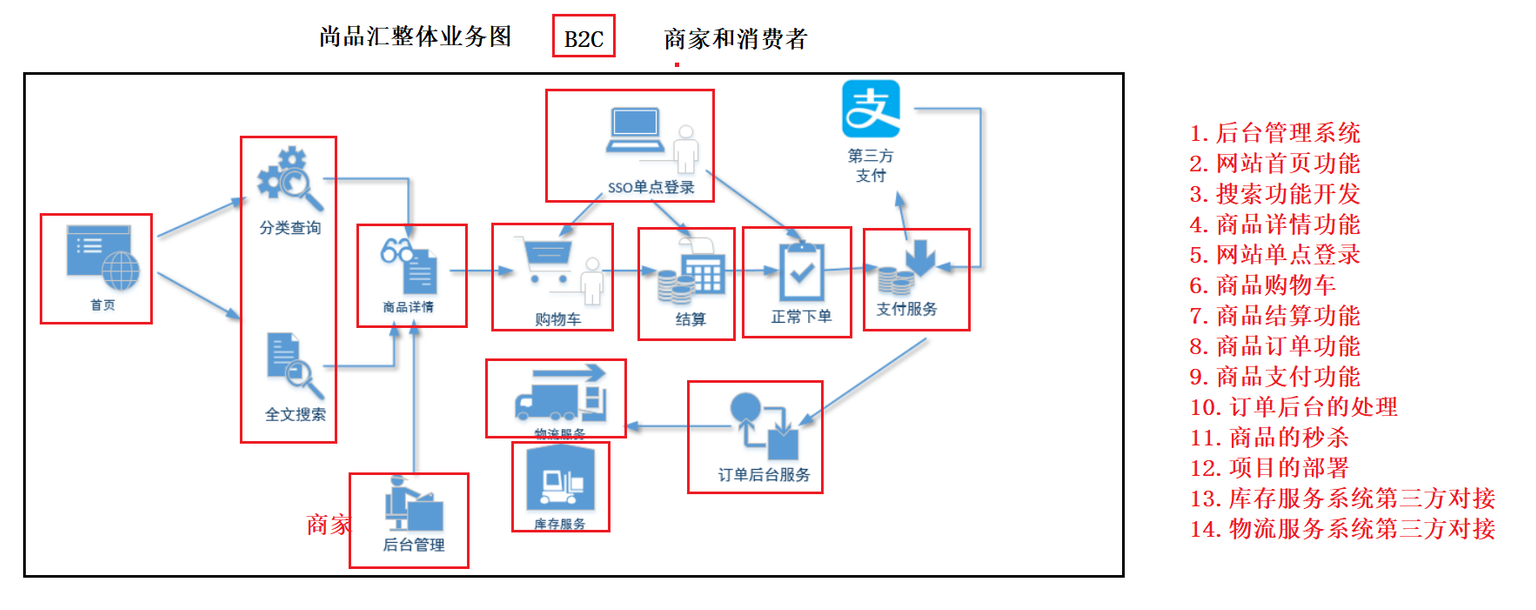 尚品汇整体业务图 B2C 商家和消费者
分类查询
首页
全文搜索
商品详情
SSO单点登录
购物车
结算
正常下单
第三方
支付
支付服务
物流服务
库存服务
订单后台服务
商家
后台管理
1. 后台管理系统
2. 网站首页功能
3. 搜索功能开发
4. 商品详情功能
5. 网站单点登录
6. 商品购物车
7. 商品结算功能
8. 商品订单功能
9. 商品支付功能
10. 订单后台的处理
11. 商品的秒杀
12. 项目的部署
13. 库存服务系统第三方对接
14. 物流服务系统第三方对接